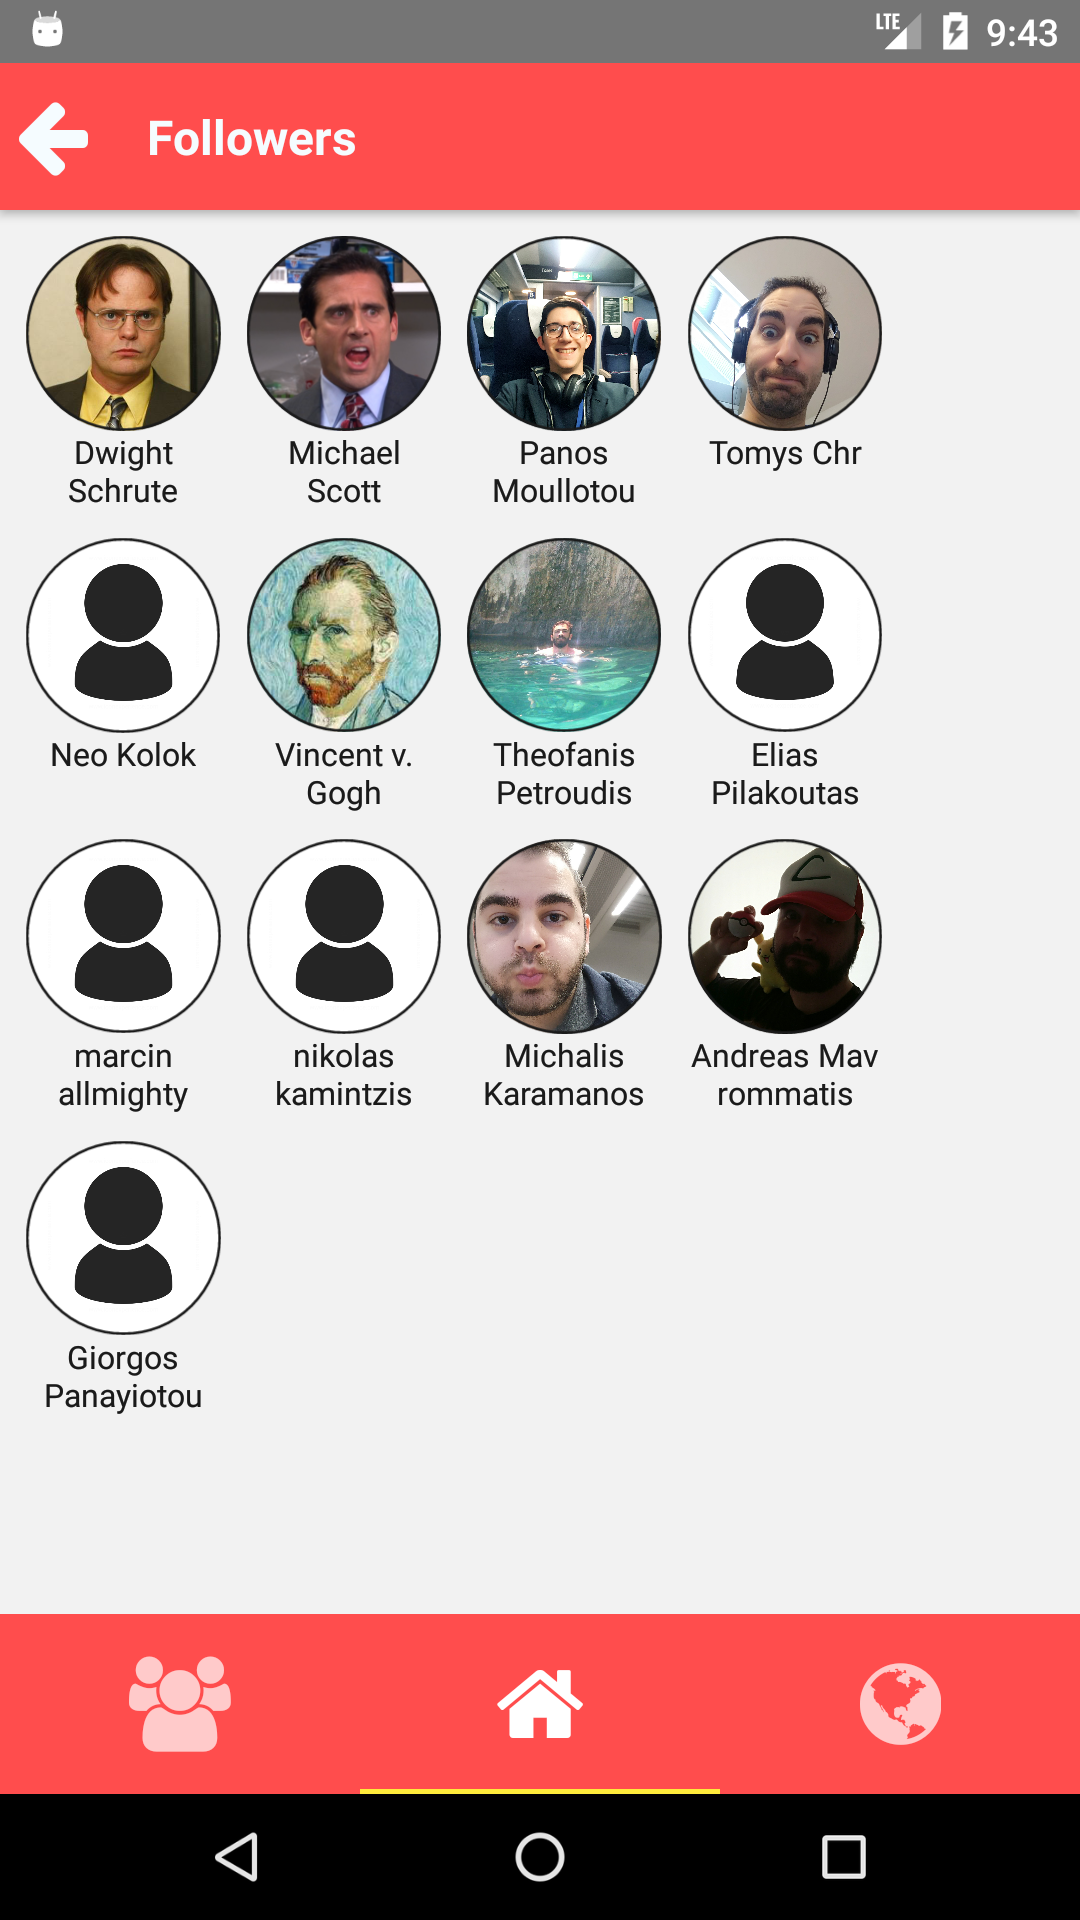 LTE 9:43
Followers
Dwight Michael Panos Tomys Chr
Schrute Scott Moullotou
Neo Kolok Vincent v. Theofanis Elias
Gogh Petroudis Pilakoutas
marcin nikolas Michalis Andreas Mav
allmighty kamintzis Karamanos rommatis
Giorgos
Panayiotou